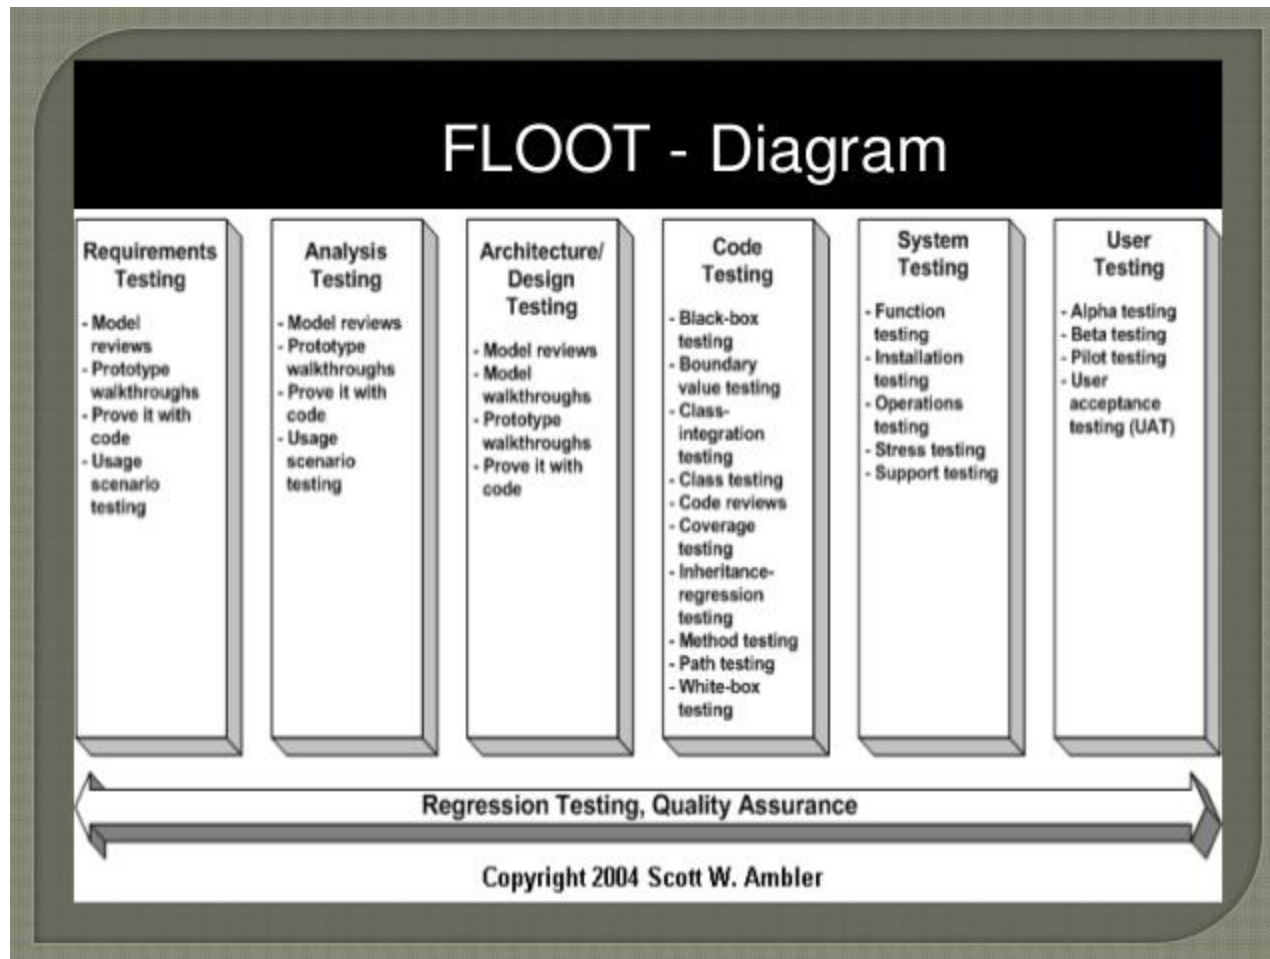 FLOOT - Diagram
Requirements
Testing
- Model
reviews
- Prototype
walkthroughs
- Prove it with
code
- Usage
scenario
testing
Analysis
Testing
- Model reviews
- Prototype
walkthroughs
- Prove it with
code
- Usage
scenario
testing
Architecture/
Design
Testing
- Model reviews
- Model
walkthroughs
- Prototype
walkthroughs
- Prove it with
code
Code
Testing
- Black-box
testing
- Boundary
value testing
- Class-
integration
testing
- Class testing
- Code reviews
- Coverage
testing
- Inheritance-
regression
testing
- Method testing
- Path testing
- White-box
testing
System
Testing
- Function
testing
- Installation
testing
- Operations
testing
- Stress testing
- Support testing
User
Testing
- Alpha testing
- Beta testing
- Pilot testing
- User
acceptance
testing (UAT)
Regression Testing, Quality Assurance
Copyright 2004 Scott W. Ambler